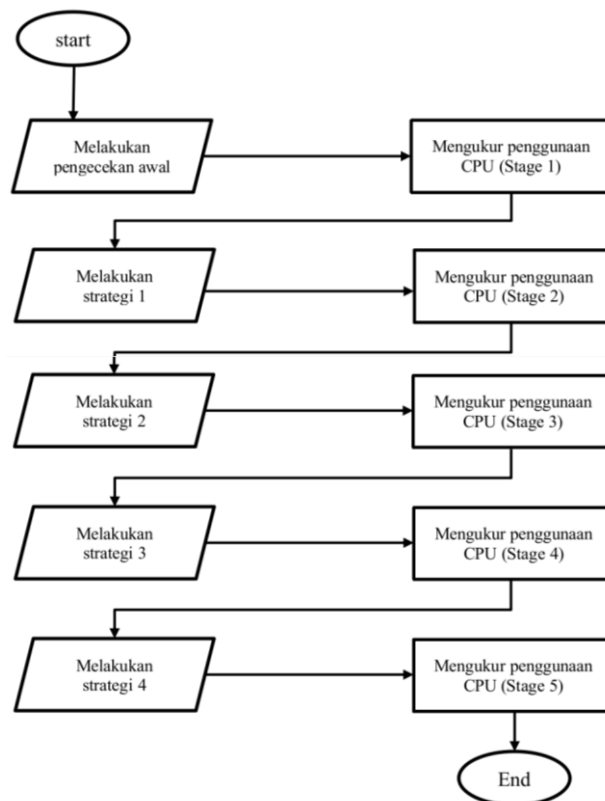 start
Melakukan
pengecekan awal
Mengukur penggunaan
CPU (Stage 1)
Melakukan
strategi 1
Mengukur penggunaan
CPU (Stage 2)
Melakukan
strategi 2
Mengukur penggunaan
CPU (Stage 3)
Melakukan
strategi 3
Mengukur penggunaan
CPU (Stage 4)
Melakukan
strategi 4
Mengukur penggunaan
CPU (Stage 5)
End